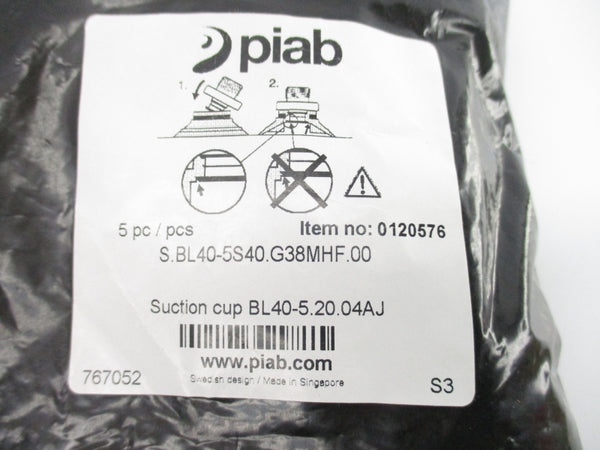 piab
1.
2.
5 pc / pcs
Item no: 0120576
S.BL40-5S40.G38MHF.00
Suction cup BL40-5.20.04AJ
www.piab.com
767052
Swedish design / Made in Singapore
S3